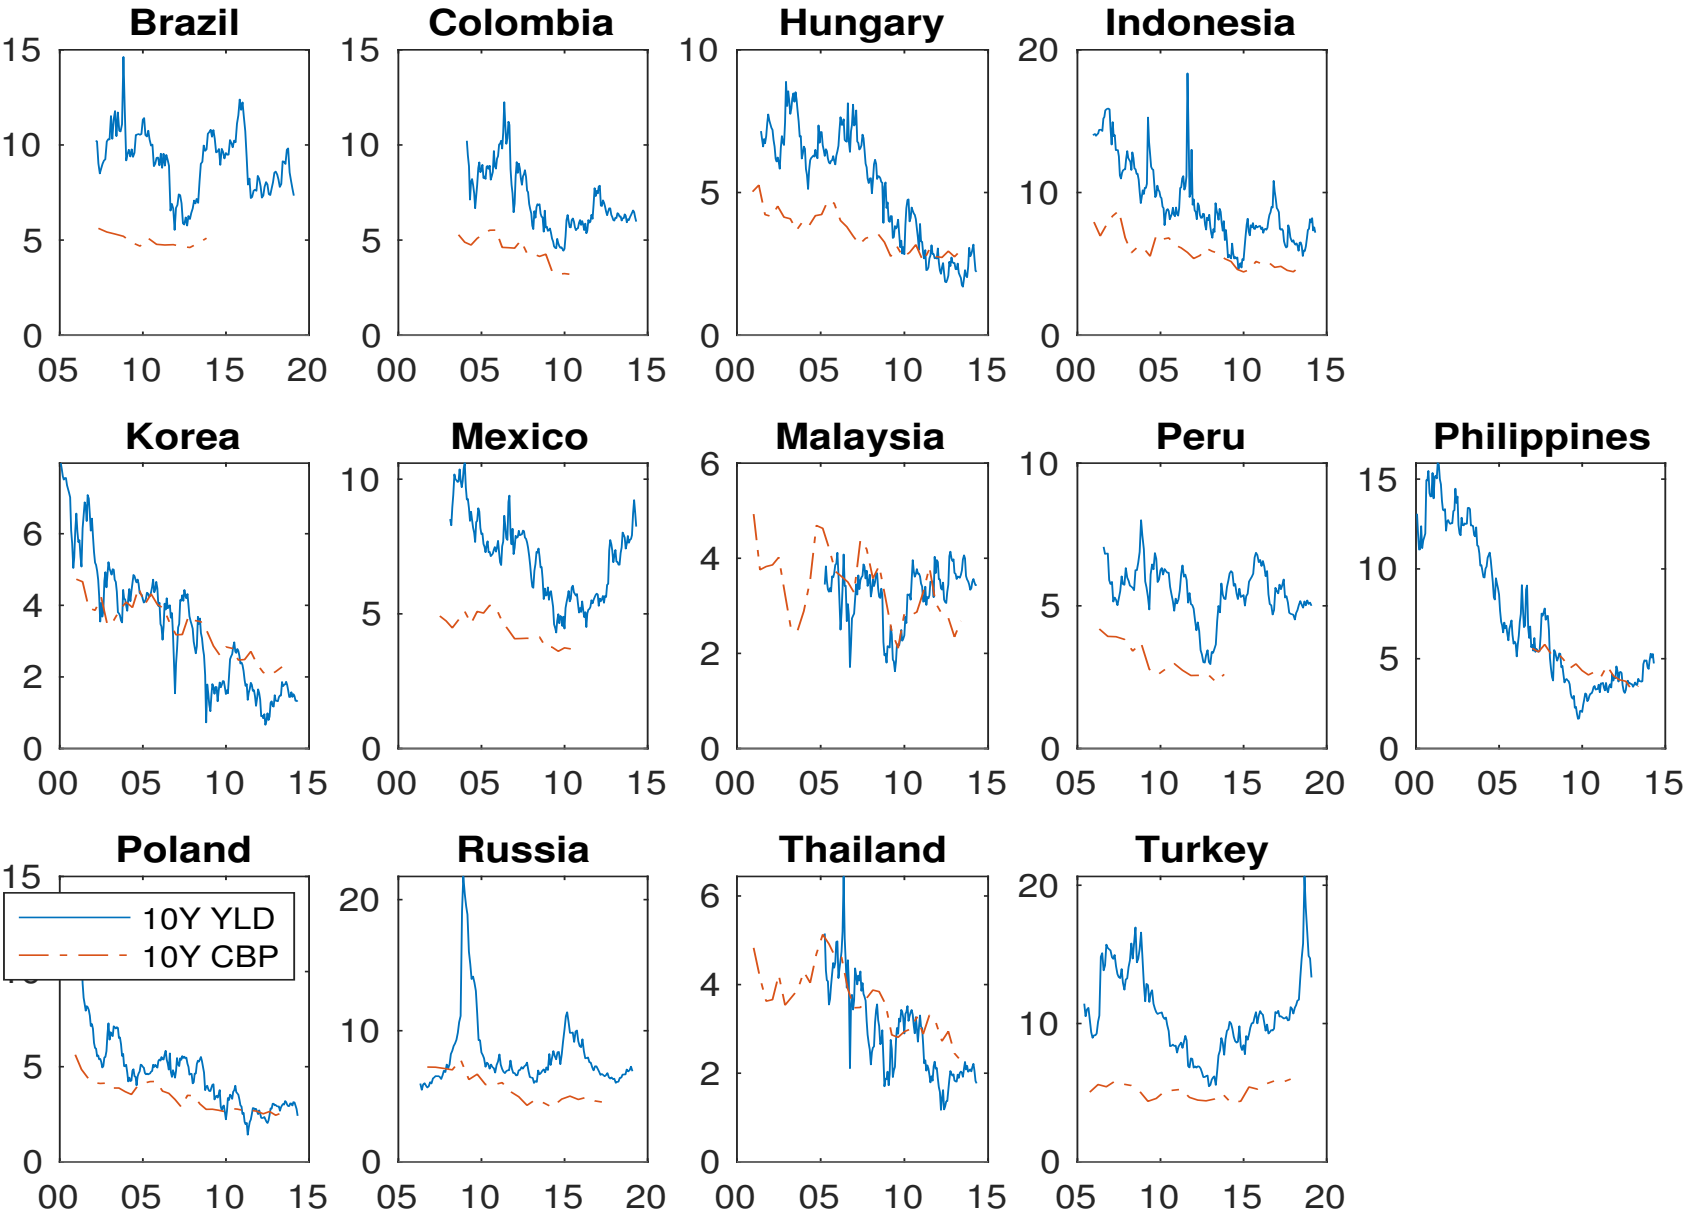 Brazil Colombia Hungary Indonesia
15 15 10 20
10 10 5 10
5 5
0 0 0 0
05 10 15 20 00 05 10 15 00 05 10 15 00 05 10 15
Korea Mexico Malaysia Peru Philippines
6 4 2 0
10 5 0
6 4 2 0
10 5 0
15 10 5 0
00 05 10 15 00 05 10 15 00 05 10 15 05 10 15 20 00 05 10 15
Poland Russia Thailand Turkey
15 5 0
10Y YLD
10Y CBP
20 10 0
6 4 2 0
20 10 0
00 05 10 15 05 10 15 20 00 05 10 15 05 10 15 20